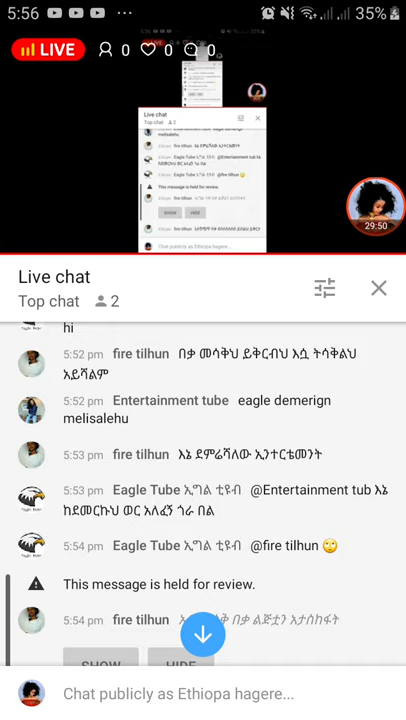 5:56
35%
LIVE 0 0 0
29:50
Live chat
Top chat 2
hi
5:52 pm fire tilhun በቃ መሳቅህ ይቅርብህ እሷ ትሳቅልህ
አይሻልም
5:52 pm Entertainment tube eagle demerign
melisalehu
5:53 pm fire tilhun እኔ ደምሬሻለው ኢንተርቴመንት
5:53 pm Eagle Tube ኢግል ቲዩብ @Entertainment tub እኔ
ከደመርኩህ ወር አለፈኝ ጎራ በል
5:54 pm Eagle Tube ኢግል ቲዩብ @fire tilhun 🙄
This message is held for review.
5:54 pm fire tilhun በቃ ልጅቷን አታስከፍት
SHOW HIDE
Chat publicly as Ethiopa hagere...